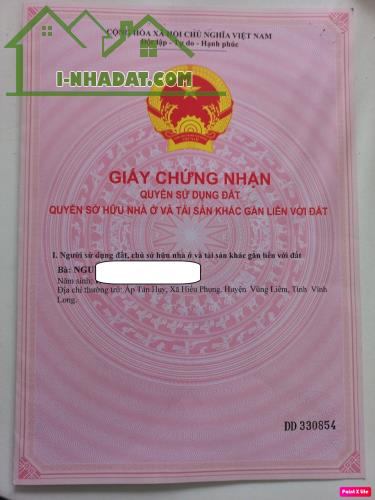 CỘNG HÒA XÃ HỘI CHỦ NGHĨA VIỆT NAM
Độc lập - Tự do - Hạnh phúc
I-NHADAT.COM
GIẤY CHỨNG NHẬN
QUYỀN SỬ DỤNG ĐẤT
QUYỀN SỞ HỮU NHÀ Ở VÀ TÀI SẢN KHÁC GẮN LIỀN VỚI ĐẤT
I. Người sử dụng đất, chủ sở hữu nhà ở và tài sản khác gắn liền với đất
Bà: NGU
Năm sinh:
Địa chỉ thường trú: Ấp Tân Huy, Xã Hiếu Phụng, Huyện Vũng Liêm, Tỉnh Vĩnh
Long.
DD 330854
Paint X lite